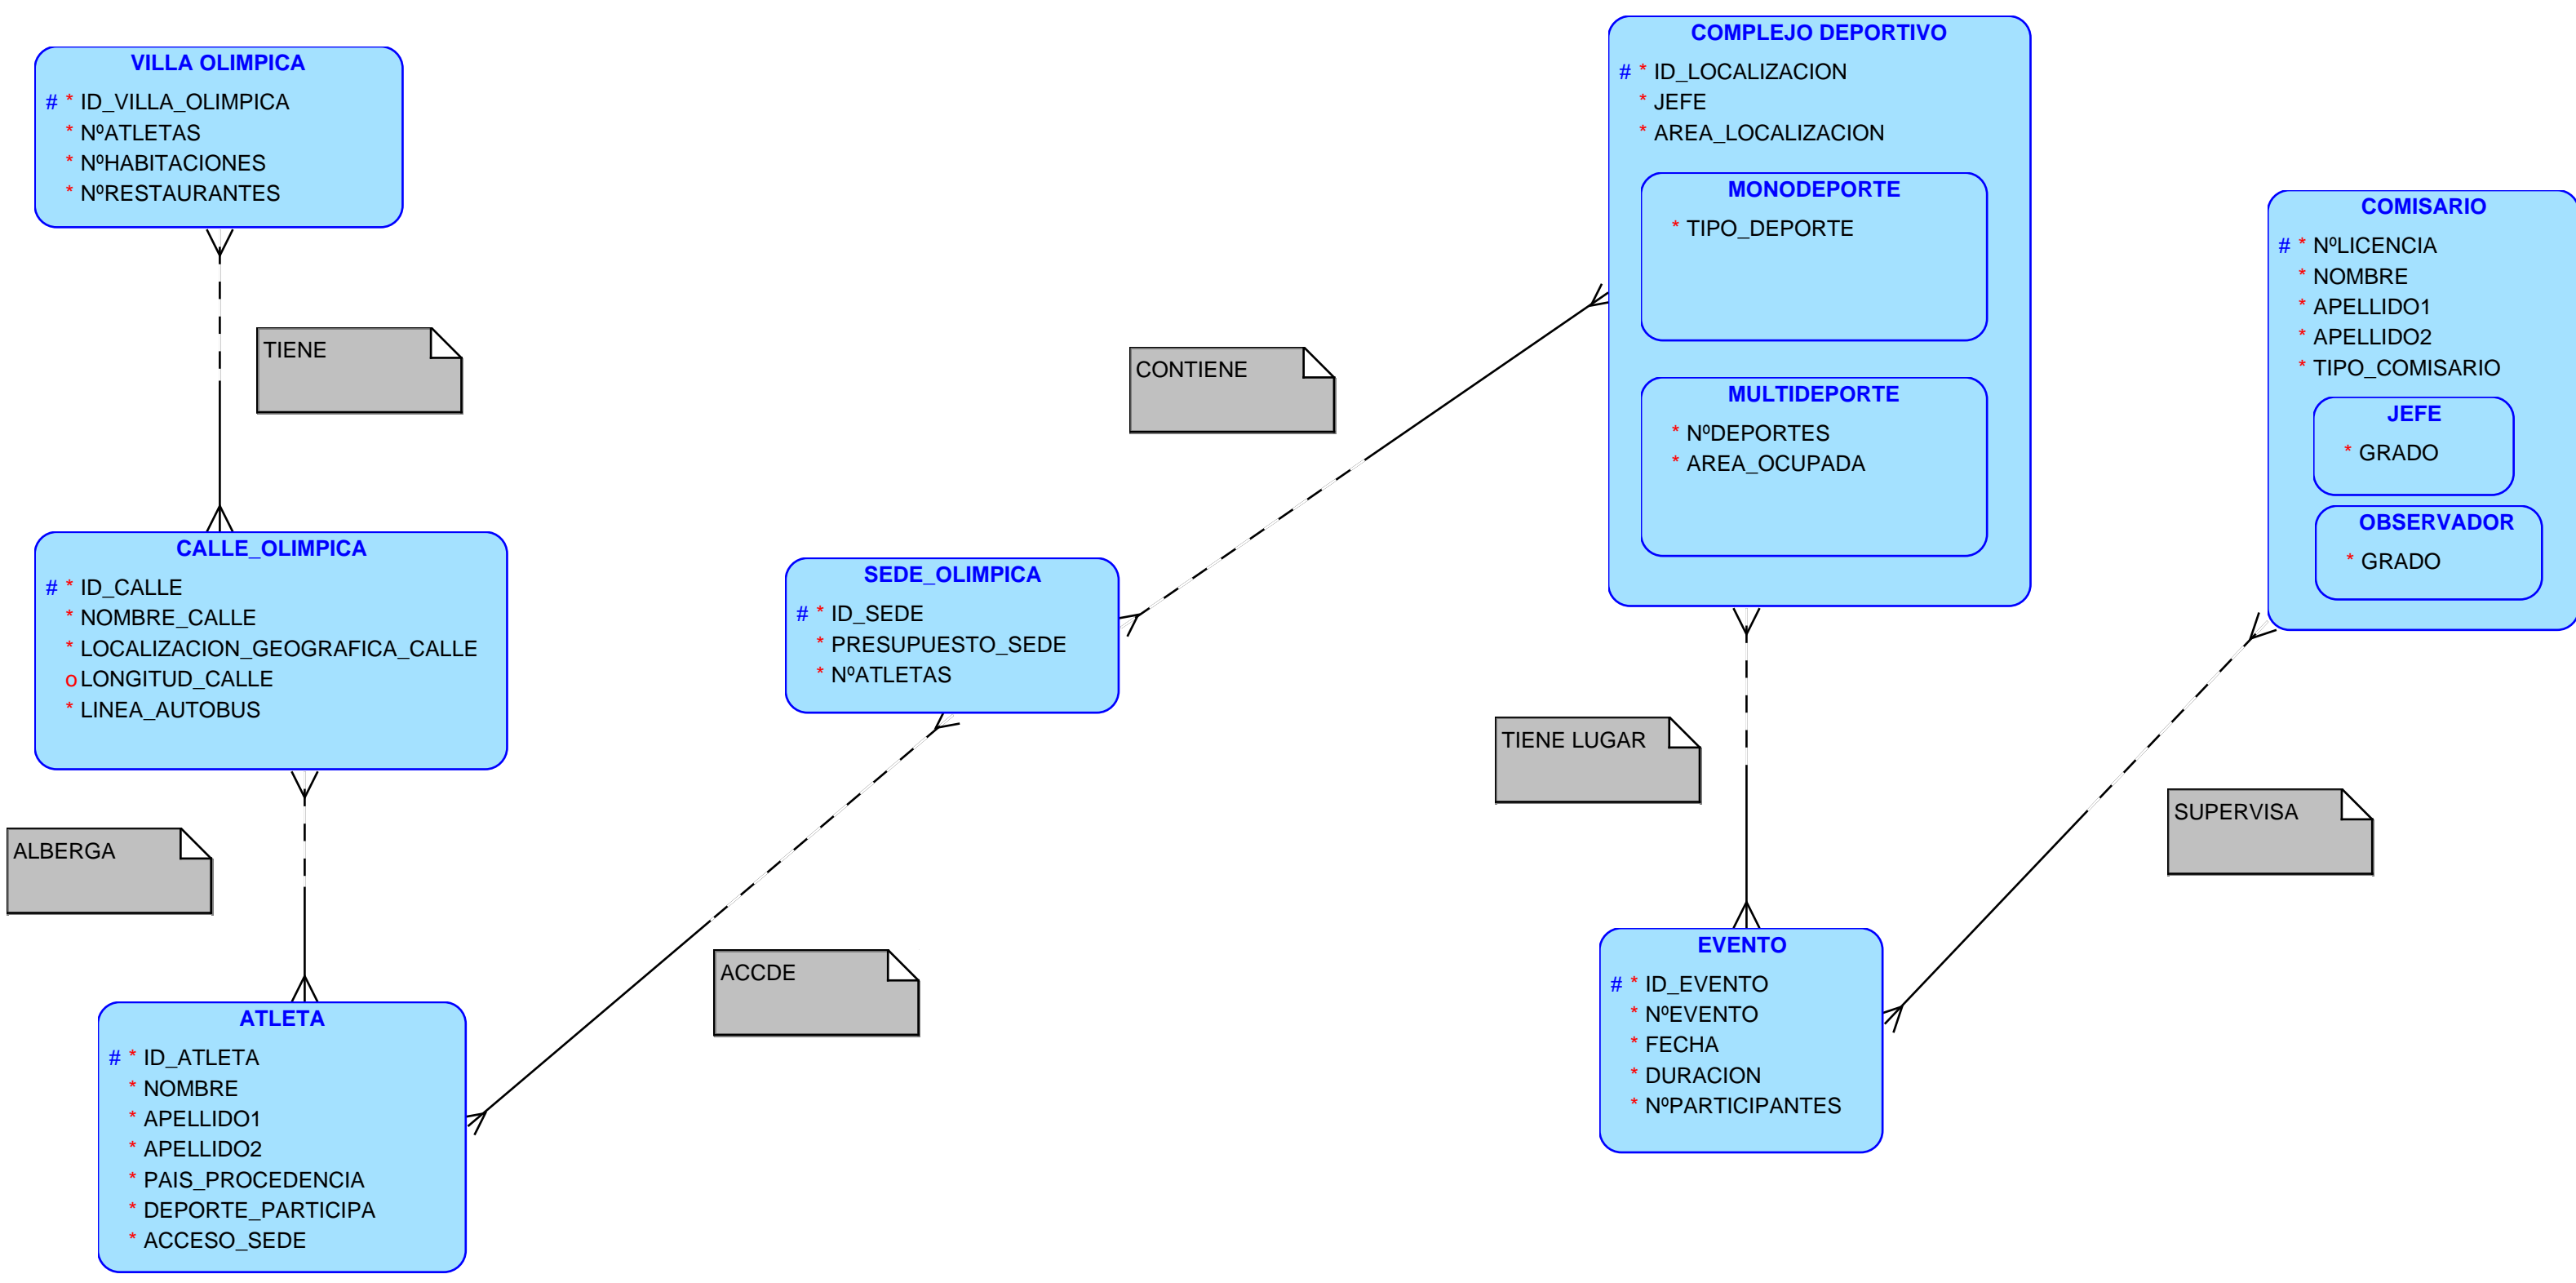 VILLA OLIMPICA
# * ID_VILLA_OLIMPICA
* NºATLETAS
* NºHABITACIONES
* NºRESTAURANTES
TIENE
CALLE_OLIMPICA
# * ID_CALLE
* NOMBRE_CALLE
* LOCALIZACION_GEOGRAFICA_CALLE
o LONGITUD_CALLE
* LINEA_AUTOBUS
ALBERGA
ATLETA
# * ID_ATLETA
* NOMBRE
* APELLIDO1
* APELLIDO2
* PAIS_PROCEDENCIA
* DEPORTE_PARTICIPA
* ACCESO_SEDE
ACCDE
SEDE_OLIMPICA
# * ID_SEDE
* PRESUPUESTO_SEDE
* NºATLETAS
CONTIENE
COMPLEJO DEPORTIVO
# * ID_LOCALIZACION
* JEFE
* AREA_LOCALIZACION
MONODEPORTE
* TIPO_DEPORTE
MULTIDEPORTE
* NºDEPORTES
* AREA_OCUPADA
TIENE LUGAR
EVENTO
# * ID_EVENTO
* NºEVENTO
* FECHA
* DURACION
* NºPARTICIPANTES
SUPERVISA
COMISARIO
# * NºLICENCIA
* NOMBRE
* APELLIDO1
* APELLIDO2
* TIPO_COMISARIO
JEFE
* GRADO
OBSERVADOR
* GRADO